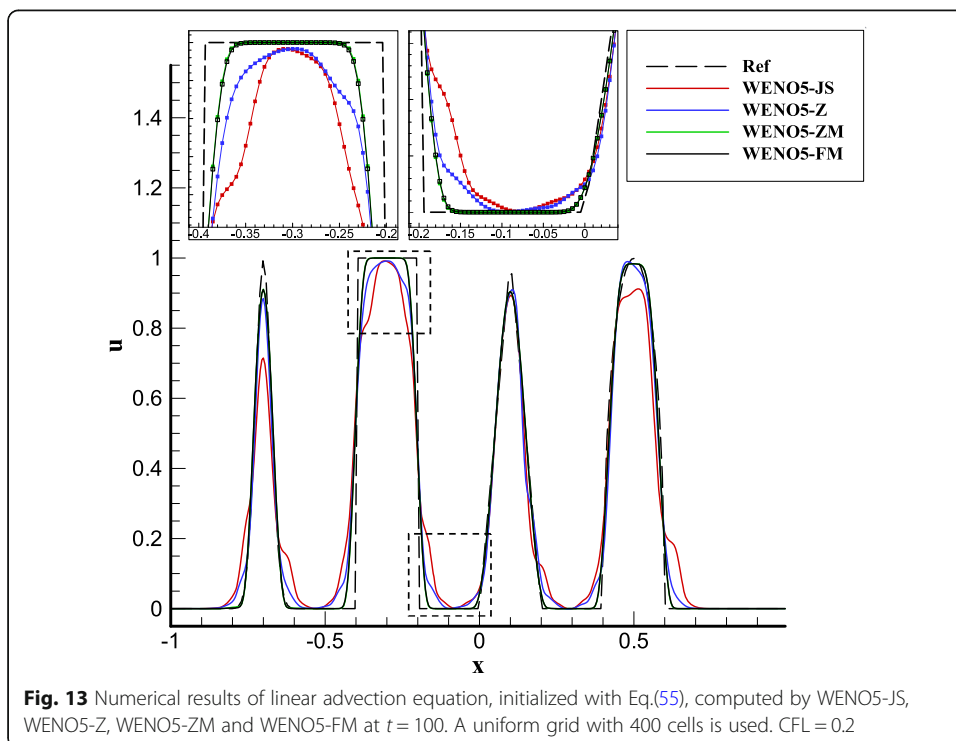 -0.4 -0.35 -0.3 -0.25 -0.2
-0.2 -0.15 -0.1 -0.05 0
Ref
WENO5-JS
WENO5-Z
WENO5-ZM
WENO5-FM
1.4
1.2
1
0.8
0.6
0.4
0.2
0
u
-1 -0.5 0 0.5
x
Fig. 13 Numerical results of linear advection equation, initialized with Eq.(55), computed by WENO5-JS,
WENO5-Z, WENO5-ZM and WENO5-FM at t = 100. A uniform grid with 400 cells is used. CFL = 0.2